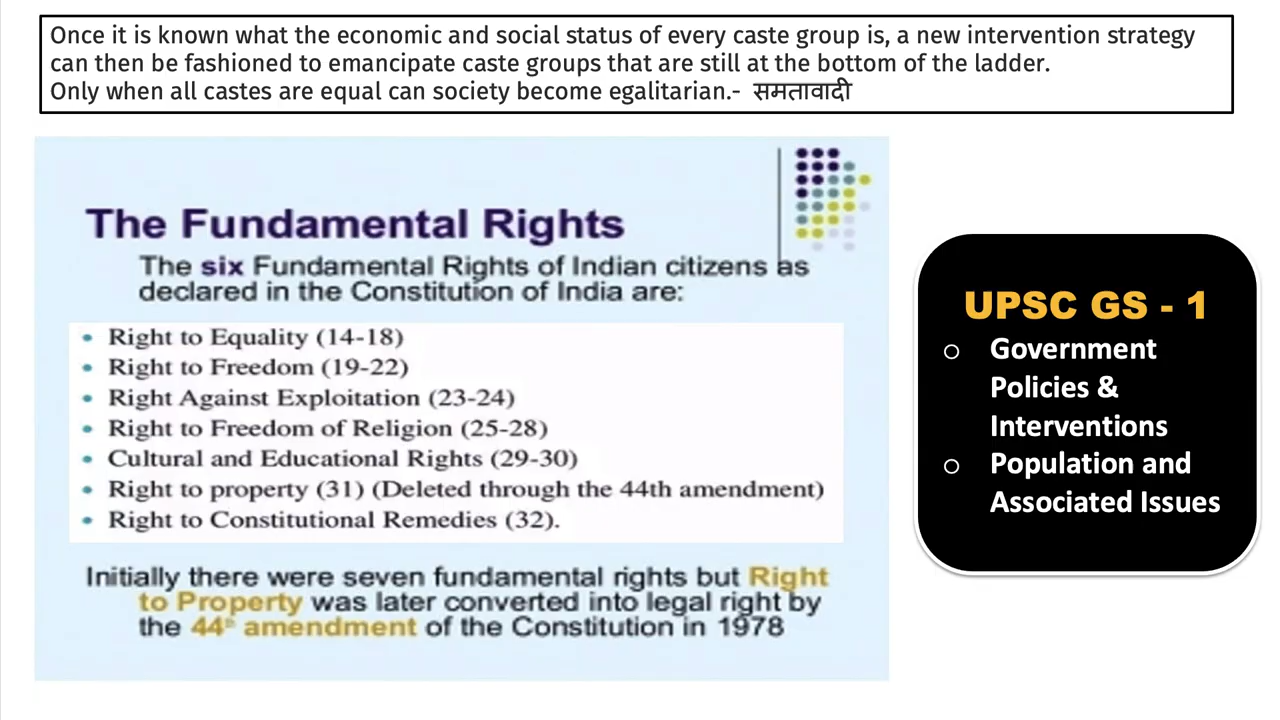 Once it is known what the economic and social status of every caste group is, a new intervention strategy
can then be fashioned to emancipate caste groups that are still at the bottom of the ladder.
Only when all castes are equal can society become egalitarian.- समतावादी
The Fundamental Rights
The six Fundamental Rights of Indian citizens as
declared in the Constitution of India are:
• Right to Equality (14-18)
• Right to Freedom (19-22)
• Right Against Exploitation (23-24)
• Right to Freedom of Religion (25-28)
• Cultural and Educational Rights (29-30)
• Right to property (31) (Deleted through the 44th amendment)
• Right to Constitutional Remedies (32).
Initially there were seven fundamental rights but Right
to Property was later converted into legal right by
the 44th amendment of the Constitution in 1978
UPSC GS - 1
o Government
Policies &
Interventions
o Population and
Associated Issues